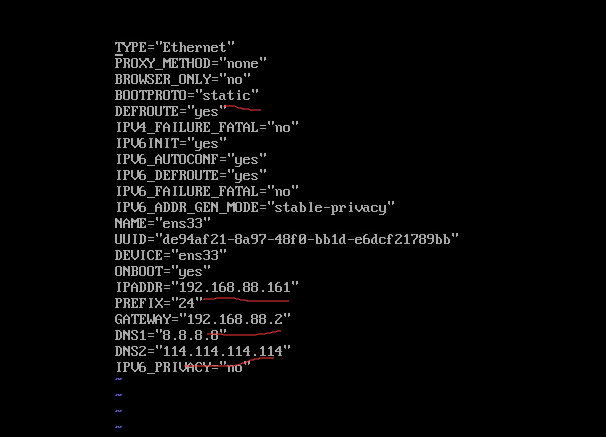 TYPE="Ethernet"
PROXY_METHOD="none"
BROWSER_ONLY="no"
BOOTPROTO="static"
DEFROUTE="yes"
IPV4_FAILURE_FATAL="no"
IPV6INIT="yes"
IPV6_AUTOCONF="yes"
IPV6_DEFROUTE="yes"
IPV6_FAILURE_FATAL="no"
IPV6_ADDR_GEN_MODE="stable-privacy"
NAME="ens33"
UUID="de94af21-8a97-48f0-bb1d-e6dcf21789bb"
DEVICE="ens33"
ONBOOT="yes"
IPADDR="192.168.88.161"
PREFIX="24"
GATEWAY="192.168.88.2"
DNS1="8.8.8.8"
DNS2="114.114.114.114"
IPV6_PRIVACY="no"
~
~
~
~